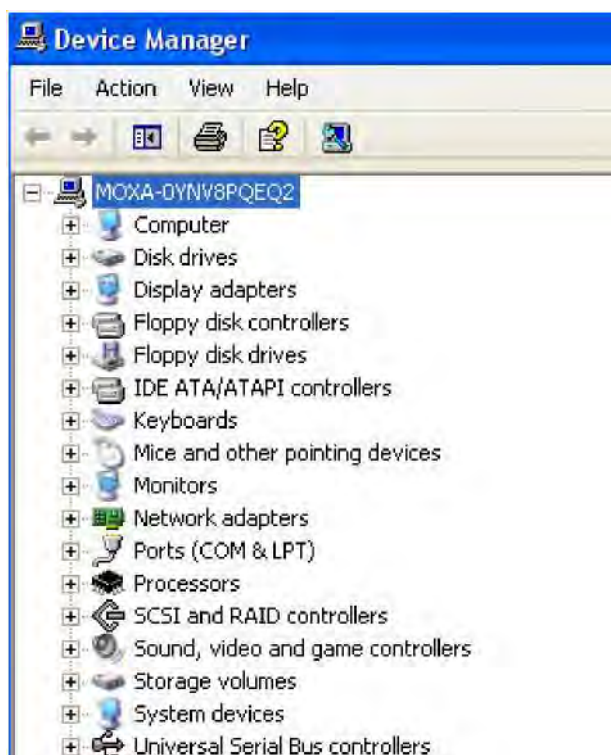 Device Manager
File Action View Help
MOXA-0YNV8PQEQ2
Computer
Disk drives
Display adapters
Floppy disk controllers
Floppy disk drives
IDE ATA/ATAPI controllers
Keyboards
Mice and other pointing devices
Monitors
Network adapters
Ports (COM & LPT)
Processors
SCSI and RAID controllers
Sound, video and game controllers
Storage volumes
System devices
Universal Serial Bus controllers